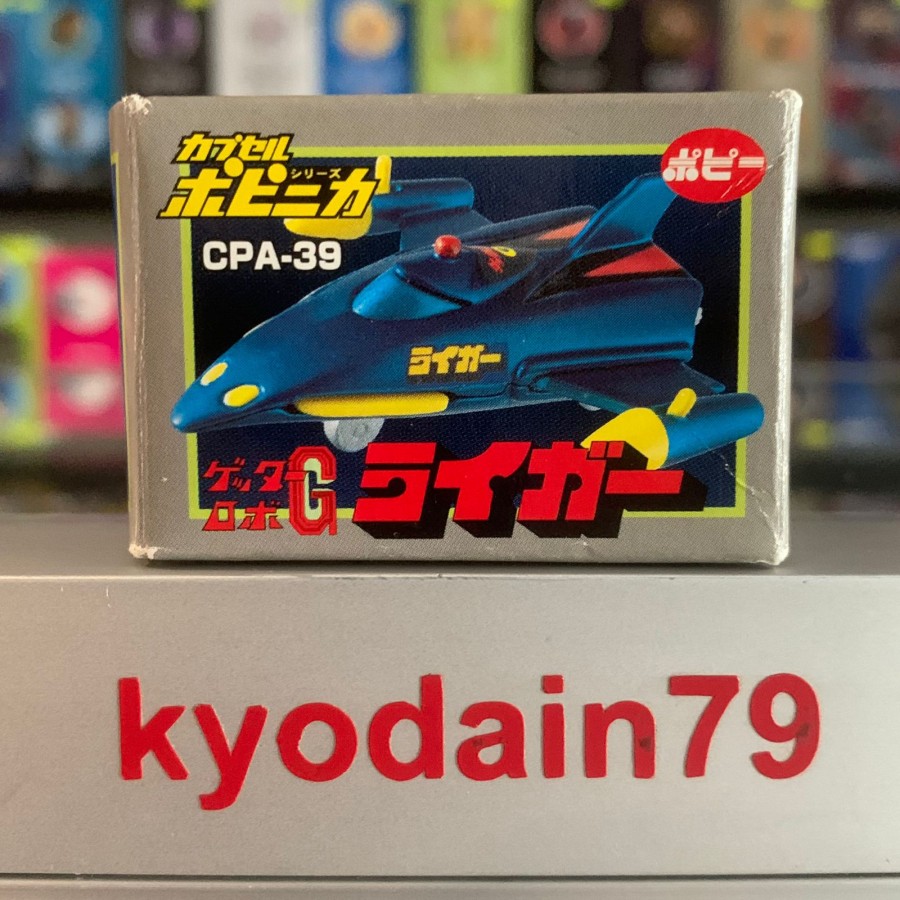 カプセル
ポピニカ
シリーズ
ポピー
CPA-39
ライガー
ゲッター
ロボG
ライガー
kyodain79